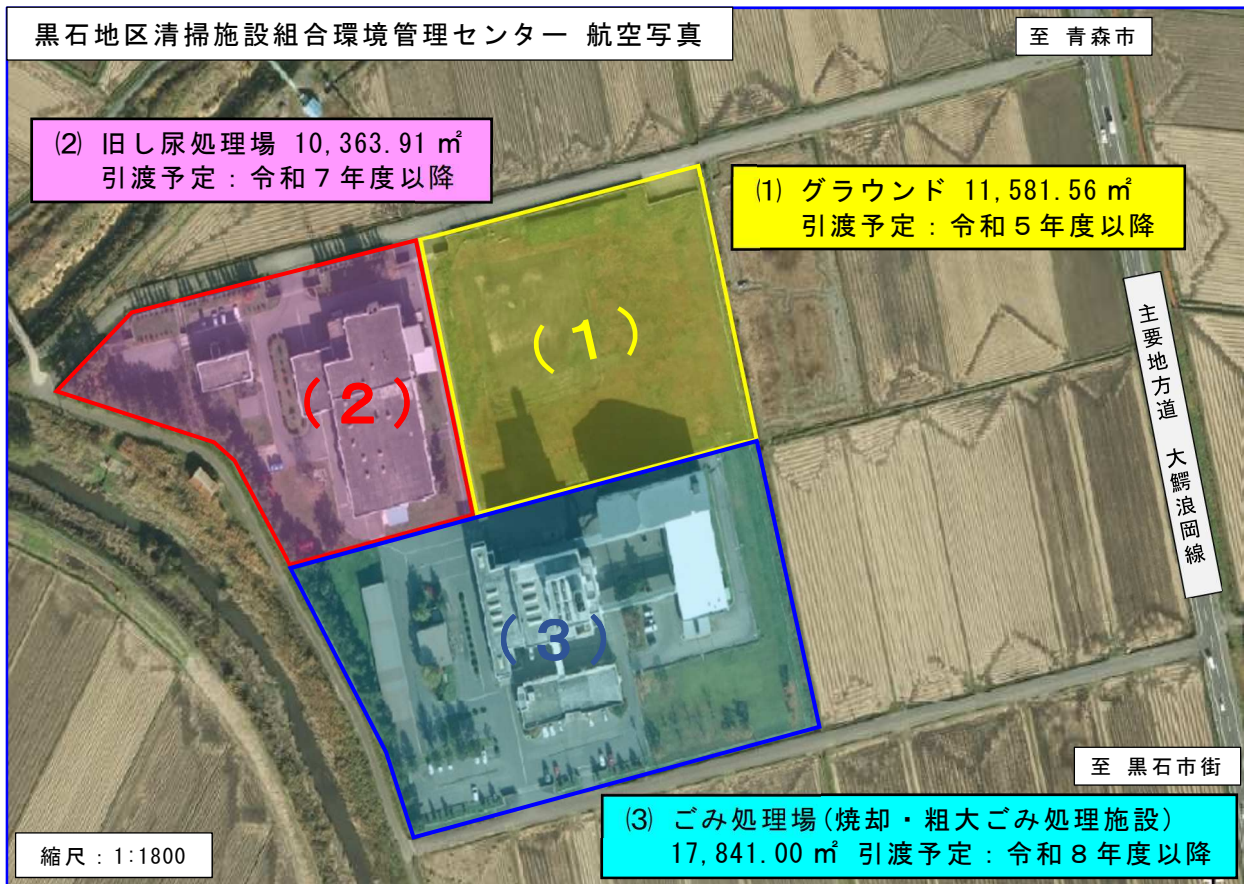 黒石地区清掃施設組合環境管理センター 航空写真
至 青森市
⑵ 旧し尿処理場 10,363.91 ㎡
引渡予定：令和７年度以降
⑴ グラウンド 11,581.56 ㎡
引渡予定：令和５年度以降
（１）
（２）
主要地方道 大鰐浪岡線
（３）
至 黒石市街
⑶ ごみ処理場(焼却・粗大ごみ処理施設)
17,841.00 ㎡ 引渡予定：令和８年度以降
縮尺：1:1800